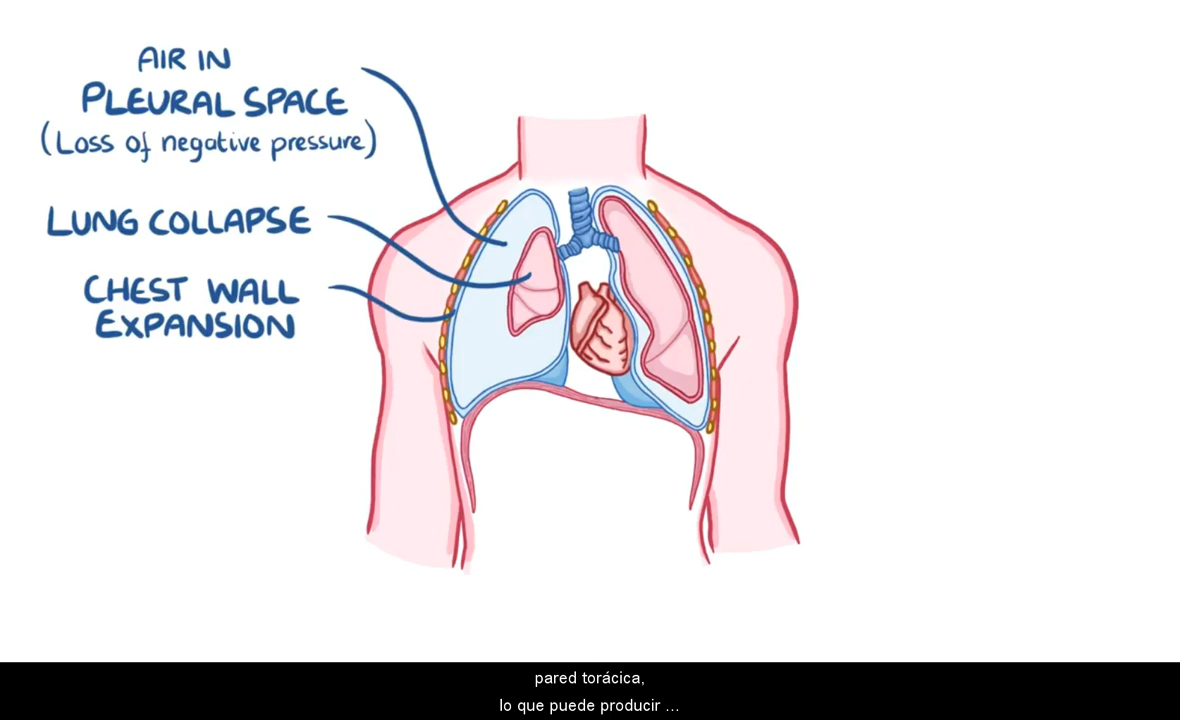 AIR IN
PLEURAL SPACE
(Loss of negative pressure)
LUNG COLLAPSE
CHEST WALL
EXPANSION
pared torácica,
lo que puede producir ...